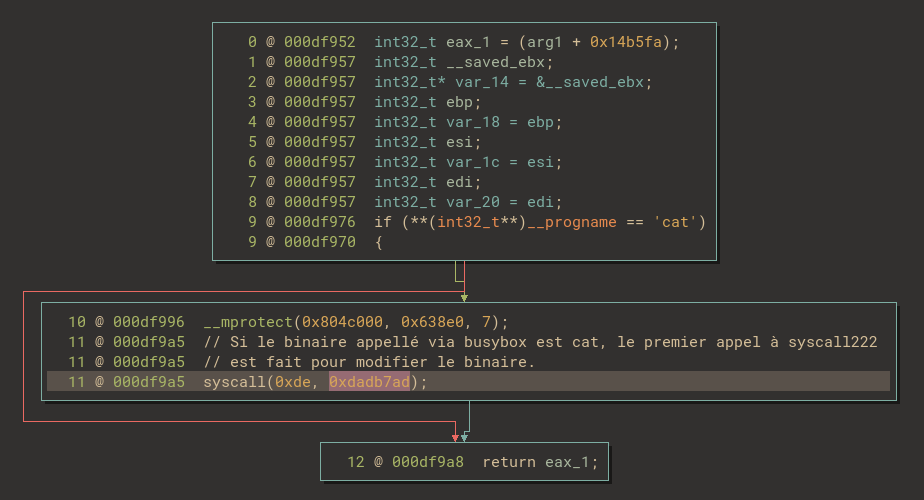 0 @ 000df952 int32_t eax_1 = (arg1 + 0x14b5fa);
1 @ 000df957 int32_t __saved_ebx;
2 @ 000df957 int32_t* var_14 = &__saved_ebx;
3 @ 000df957 int32_t ebp;
4 @ 000df957 int32_t var_18 = ebp;
5 @ 000df957 int32_t esi;
6 @ 000df957 int32_t var_1c = esi;
7 @ 000df957 int32_t edi;
8 @ 000df957 int32_t var_20 = edi;
9 @ 000df976 if (**(int32_t**)__progname == 'cat')
9 @ 000df970 {
10 @ 000df996 __mprotect(0x804c000, 0x638e0, 7);
11 @ 000df9a5 // Si le binaire appellé via busybox est cat, le premier appel à syscall222
11 @ 000df9a5 // est fait pour modifier le binaire.
11 @ 000df9a5 syscall(0xde, 0xdadb7ad);
12 @ 000df9a8 return eax_1;